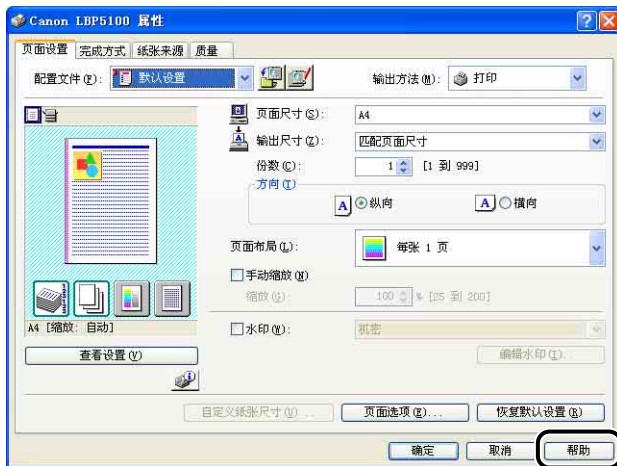 Canon LBP5100 属性
页面设置 完成方式 纸张来源 质量
配置文件(F): 默认设置 输出方法(M): 打印
页面尺寸(S): A4
输出尺寸(Z): 匹配页面尺寸
份数(C): 1 [1 到 999]
方向(T)
A 纵向 A 横向
页面布局(L): 每张 1 页
手动缩放(N)
缩放(G): 100 % [25 到 200]
A4 [缩放: 自动]
水印(W): 机密
查看设置(V) 编辑水印(I)...
自定义纸张尺寸(U)... 页面选项(E)... 恢复默认设置(R)
确定 取消 帮助